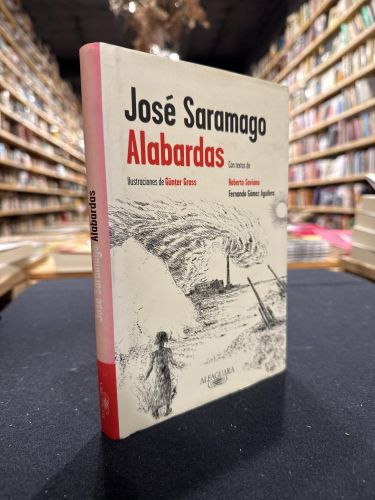 José Saramago
Alabardas
Con textos de
Ilustraciones de Günter Grass
Roberto Saviano
Fernando Gómez Aguilera
ALFAGUARA
José Saramago Alabardas